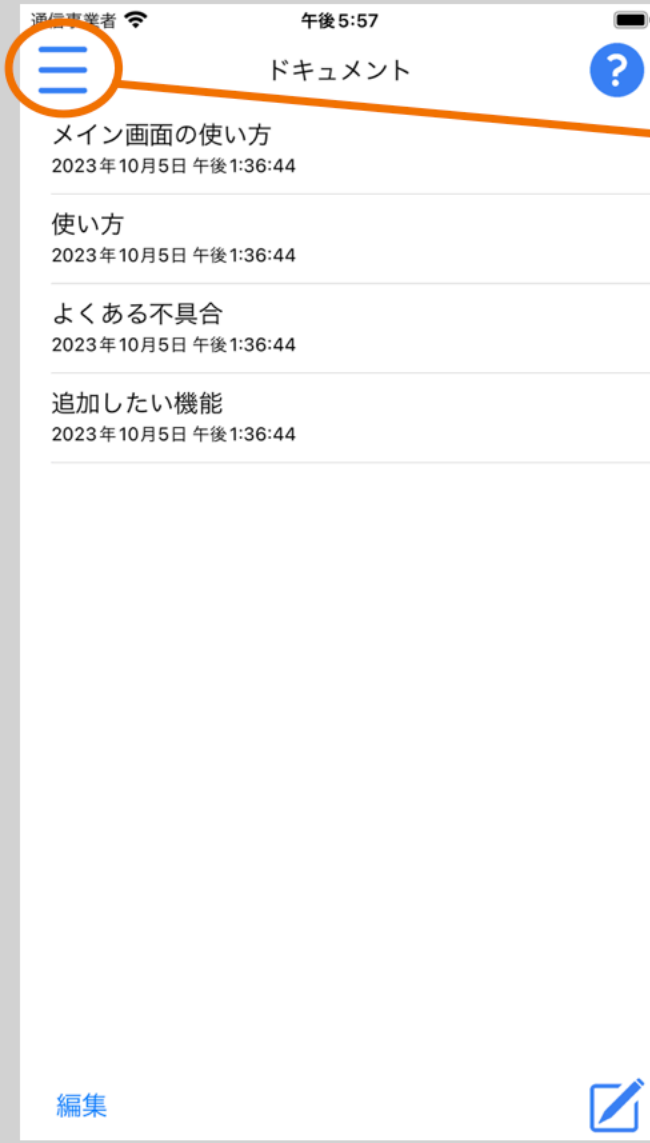 通信事業者 午後5:57
ドキュメント ?
メイン画面の使い方
2023年10月5日 午後1:36:44
使い方
2023年10月5日 午後1:36:44
よくある不具合
2023年10月5日 午後1:36:44
追加したい機能
2023年10月5日 午後1:36:44
編集